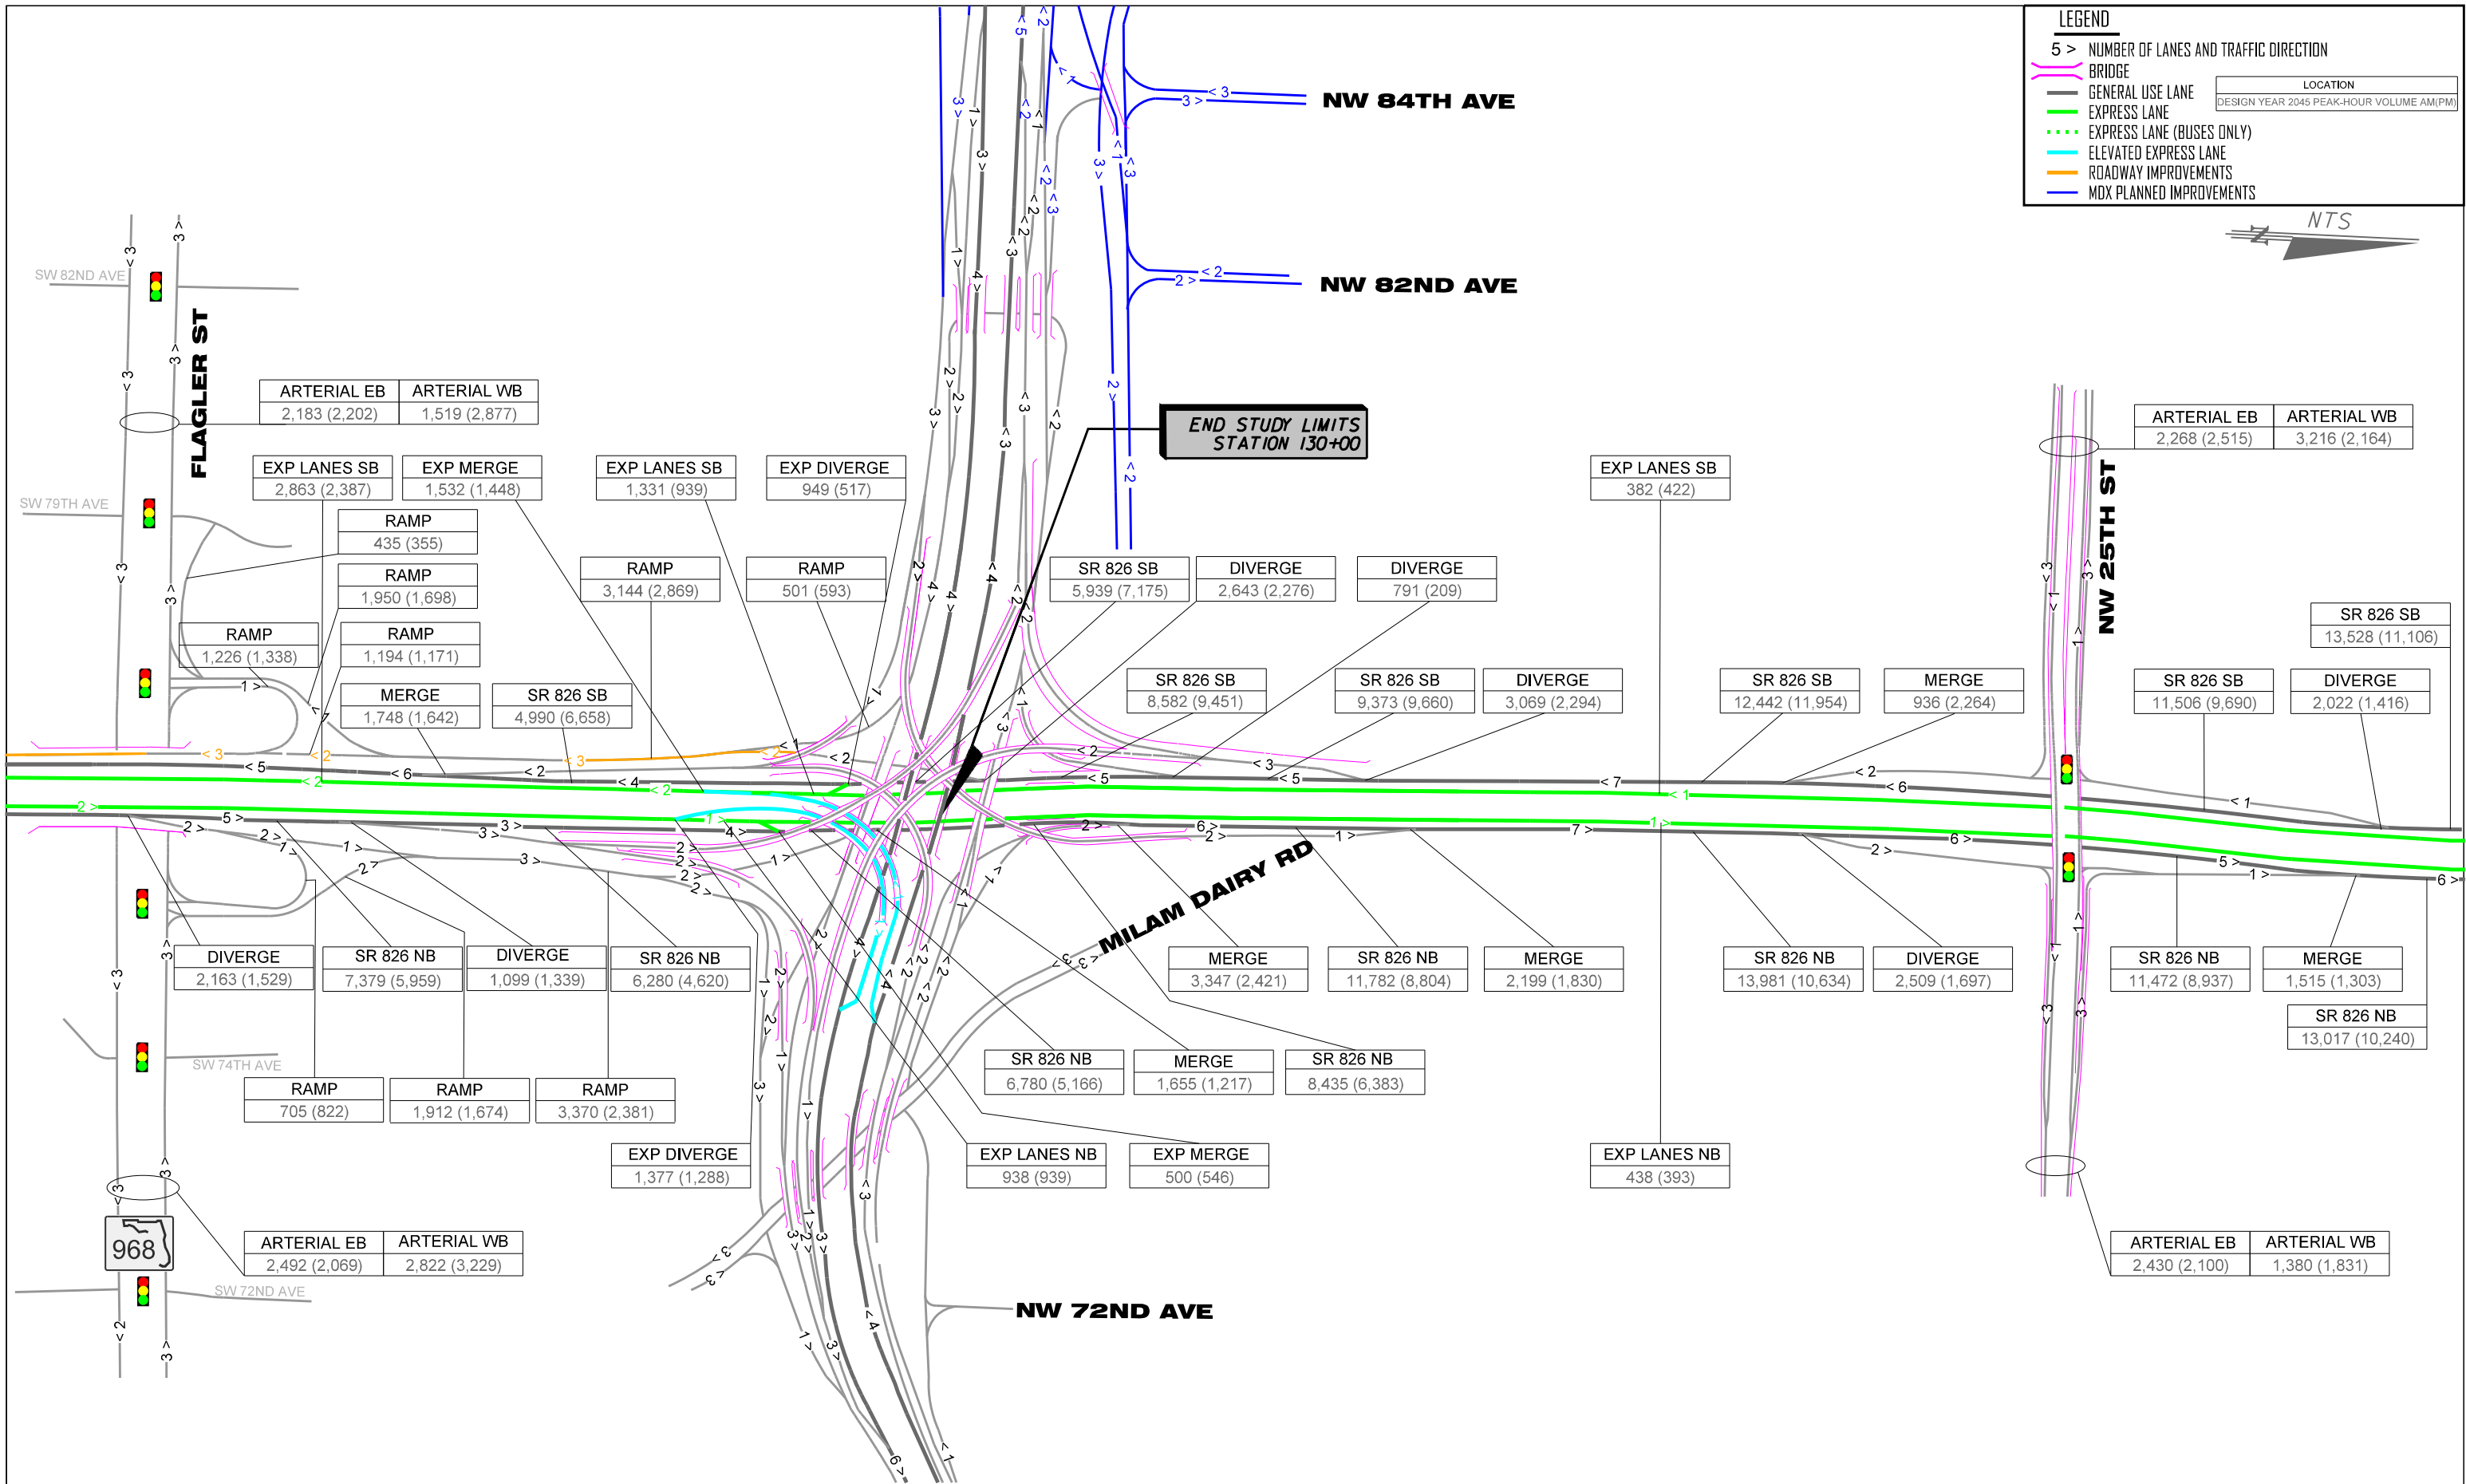 LEGEND
5 > NUMBER OF LANES AND TRAFFIC DIRECTION
BRIDGE
GENERAL USE LANE
EXPRESS LANE
EXPRESS LANE (BUSES ONLY)
ELEVATED EXPRESS LANE
ROADWAY IMPROVEMENTS
MDX PLANNED IMPROVEMENTS
LOCATION
DESIGN YEAR 2045 PEAK-HOUR VOLUME AM(PM)
NTS
N
NW 84TH AVE
NW 82ND AVE
SW 82ND AVE
FLAGLER ST
ARTERIAL EB ARTERIAL WB
2,183 (2,202) 1,519 (2,877)
END STUDY LIMITS
STATION 130+00
ARTERIAL EB ARTERIAL WB
2,268 (2,515) 3,216 (2,164)
NW 25TH ST
SW 79TH AVE
EXP LANES SB
2,863 (2,387)
EXP MERGE
1,532 (1,448)
EXP LANES SB
1,331 (939)
EXP DIVERGE
949 (517)
EXP LANES SB
382 (422)
RAMP
435 (355)
RAMP
1,950 (1,698)
RAMP
3,144 (2,869)
RAMP
501 (593)
SR 826 SB
5,939 (7,175)
DIVERGE
2,643 (2,276)
DIVERGE
791 (209)
RAMP
1,226 (1,338)
RAMP
1,194 (1,171)
SR 826 SB
13,528 (11,106)
MERGE
1,748 (1,642)
SR 826 SB
4,990 (6,658)
SR 826 SB
8,582 (9,451)
SR 826 SB
9,373 (9,660)
DIVERGE
3,069 (2,294)
SR 826 SB
12,442 (11,954)
MERGE
936 (2,264)
SR 826 SB
11,506 (9,690)
DIVERGE
2,022 (1,416)
MILAM DAIRY RD
DIVERGE
2,163 (1,529)
SR 826 NB
7,379 (5,959)
DIVERGE
1,099 (1,339)
SR 826 NB
6,280 (4,620)
MERGE
3,347 (2,421)
SR 826 NB
11,782 (8,804)
MERGE
2,199 (1,830)
SR 826 NB
13,981 (10,634)
DIVERGE
2,509 (1,697)
SR 826 NB
11,472 (8,937)
MERGE
1,515 (1,303)
SR 826 NB
13,017 (10,240)
SW 74TH AVE
RAMP
705 (822)
RAMP
1,912 (1,674)
RAMP
3,370 (2,381)
SR 826 NB
6,780 (5,166)
MERGE
1,655 (1,217)
SR 826 NB
8,435 (6,383)
EXP DIVERGE
1,377 (1,288)
EXP LANES NB
938 (939)
EXP MERGE
500 (546)
EXP LANES NB
438 (393)
968
ARTERIAL EB ARTERIAL WB
2,492 (2,069) 2,822 (3,229)
ARTERIAL EB ARTERIAL WB
2,430 (2,100) 1,380 (1,831)
SW 72ND AVE
NW 72ND AVE